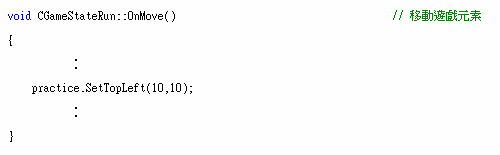 void CGameStateRun::OnMove() // 移動遊戲元素
{
:
practice.SetTopLeft(10,10);
:
}